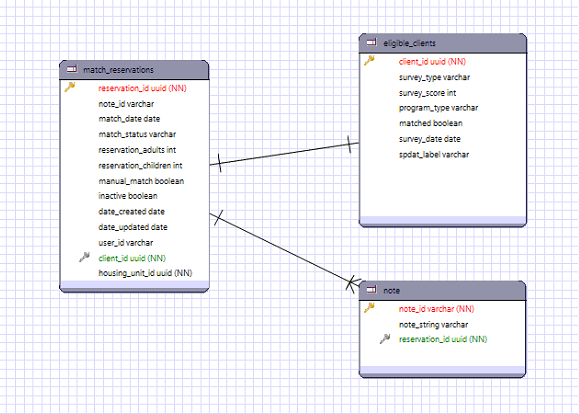 match_reservations
reservation_id uuid (NN)
note_id varchar
match_date date
match_status varchar
reservation_adults int
reservation_children int
manual_match boolean
inactive boolean
date_created date
date_updated date
user_id varchar
client_id uuid (NN)
housing_unit_id uuid (NN)
eligible_clients
client_id uuid (NN)
survey_type varchar
survey_score int
program_type varchar
matched boolean
survey_date date
spdat_label varchar
note
note_id varchar (NN)
note_string varchar
reservation_id uuid (NN)